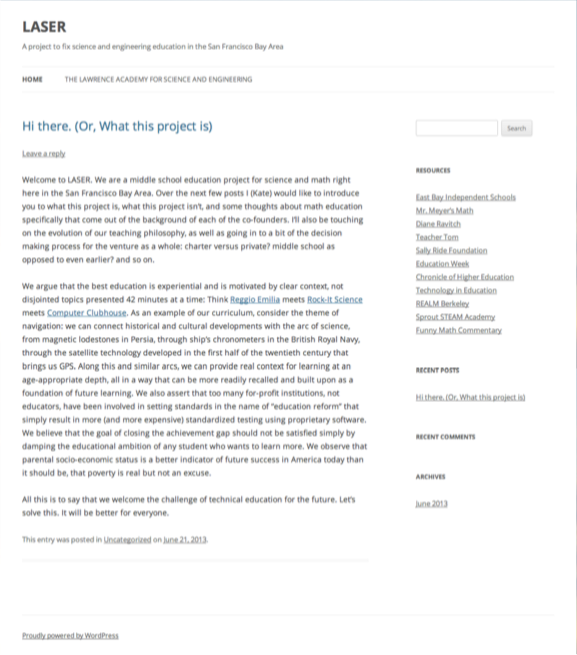 LASER
A project to fix science and engineering education in the San Francisco Bay Area
HOME THE LAWRENCE ACADEMY FOR SCIENCE AND ENGINEERING
Hi there. (Or, What this project is)
Leave a reply
Welcome to LASER. We are a middle school education project for science and math right
here in the San Francisco Bay Area. Over the next few posts I (Kate) would like to introduce
you to what this project is, what this project isn't, and some thoughts about math education
specifically that come out of the background of each of the co-founders. I'll also be touching
on the evolution of our teaching philosophy, as well as going in to a bit of the decision
making process for the venture as a whole: charter versus private? middle school as
opposed to even earlier? and so on.
We argue that the best education is experiential and is motivated by clear context, not
disjointed topics presented 42 minutes at a time: Think Reggio Emilia meets Rock-It Science
meets Computer Clubhouse. As an example of our curriculum, consider the theme of
navigation: we can connect historical and cultural developments with the arc of science,
from magnetic lodestones in Persia, through ship's chronometers in the British Royal Navy,
through the satellite technology developed in the first half of the twentieth century that
brings us GPS. Along this and similar arcs, we can provide real context for learning at an
age-appropriate depth, all in a way that can be more readily recalled and built upon as a
foundation of future learning. We also assert that too many for-profit institutions, not
educators, have been involved in setting standards in the name of "education reform" that
simply result in more (and more expensive) standardized testing using proprietary software.
We believe that the goal of closing the achievement gap should not be satisfied simply by
damping the educational ambition of any student who wants to learn more. We observe that
parental socio-economic status is a better indicator of future success in America today than
it should be, that poverty is real but not an excuse.
All this is to say that we welcome the challenge of technical education for the future. Let's
solve this. It will be better for everyone.
This entry was posted in Uncategorized on June 21, 2013.
Search
RESOURCES
East Bay Independent Schools
Mr. Meyer's Math
Diane Ravitch
Teacher Tom
Sally Ride Foundation
Education Week
Chronicle of Higher Education
Technology in Education
REALM Berkeley
Sprout STEAM Academy
Funny Math Commentary
RECENT POSTS
Hi there. (Or, What this project is)
RECENT COMMENTS
ARCHIVES
June 2013
Proudly powered by WordPress